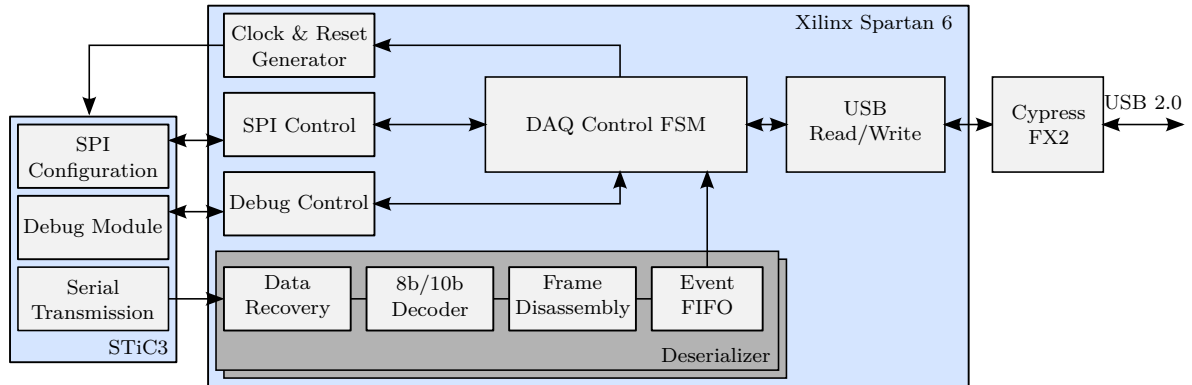 Clock & Reset
Generator
Xilinx Spartan 6
SPI Control
DAQ Control FSM
USB
Read/Write
Cypress
FX2
USB 2.0
SPI
Configuration
Debug Module
Debug Control
Serial
Transmission
STiC3
Data
Recovery
8b/10b
Decoder
Frame
Disassembly
Event
FIFO
Deserializer